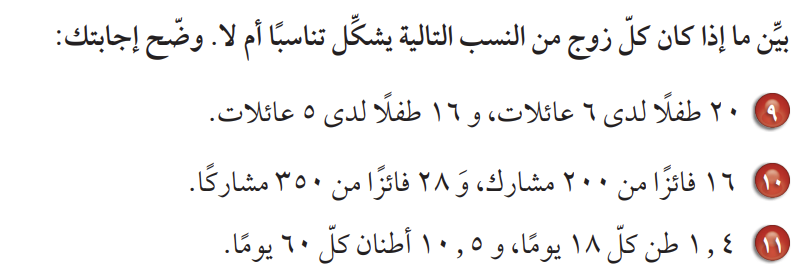 بيِّن ما إذا كان كلّ زوج من النسب التالية يشكِّل تناسبًا أم لا. وضّح إجابتك:
٩ ٢٠ طفلًا لدى ٦ عائلات، و ١٦ طفلًا لدى ٥ عائلات.
١٠ ١٦ فائزًا من ٢٠٠ مشارك، وَ ٢٨ فائزًا من ٣٥٠ مشاركًا.
١١ ١,٤ طن كلّ ١٨ يومًا، و ١٠,٥ أطنان كلّ ٦٠ يومًا.